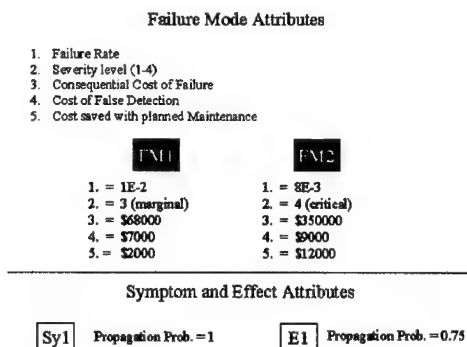 Failure Mode Attributes
1. Failure Rate
2. Severity level (1-4)
3. Consequential Cost of Failure
4. Cost of False Detection
5. Cost saved with planned Maintenance
FM1 FM2
1. = 1E-2 1. = 8E-3
2. = 3 (marginal) 2. = 4 (critical)
3. = $68000 3. = $350000
4. = $7000 4. = $9000
5. = $2000 5. = $12000
Symptom and Effect Attributes
Sy1 Propagation Prob. = 1 E1 Propagation Prob. = 0.75